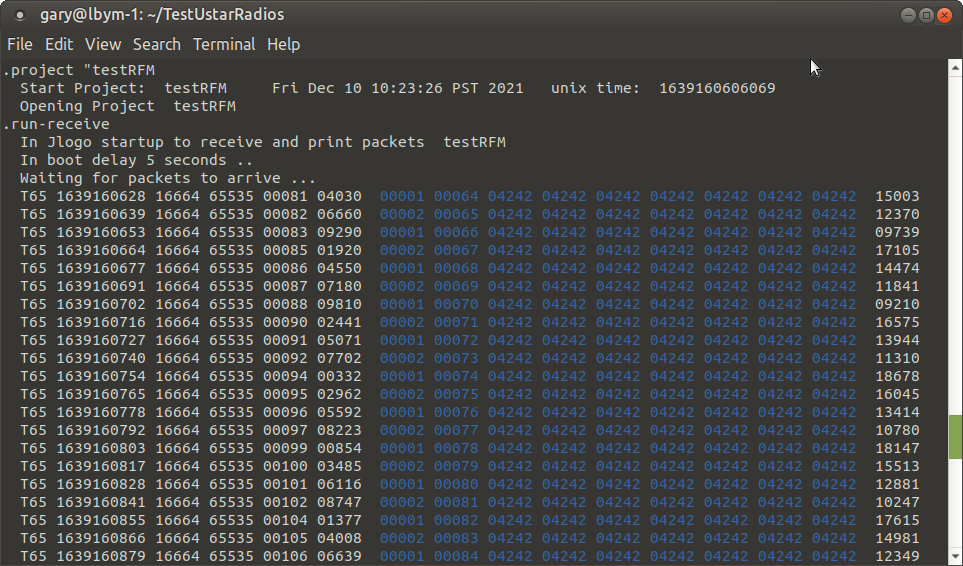 gary@lbym-1: ~/TestUstarRadios
File Edit View Search Terminal Help
.project "testRFM
Start Project: testRFM Fri Dec 10 10:23:26 PST 2021 unix time: 1639160606069
Opening Project testRFM
.run-receive
In Jlogo startup to receive and print packets testRFM
In boot delay 5 seconds ..
Waiting for packets to arrive ...
T65 1639160628 16664 65535 00081 04030 00001 00064 04242 04242 04242 04242 04242 04242 04242 15003
T65 1639160639 16664 65535 00082 06660 00002 00065 04242 04242 04242 04242 04242 04242 04242 12370
T65 1639160653 16664 65535 00083 09290 00001 00066 04242 04242 04242 04242 04242 04242 04242 09739
T65 1639160664 16664 65535 00085 01920 00002 00067 04242 04242 04242 04242 04242 04242 04242 17105
T65 1639160677 16664 65535 00086 04550 00001 00068 04242 04242 04242 04242 04242 04242 04242 14474
T65 1639160691 16664 65535 00087 07180 00002 00069 04242 04242 04242 04242 04242 04242 04242 11841
T65 1639160702 16664 65535 00088 09810 00001 00070 04242 04242 04242 04242 04242 04242 04242 09210
T65 1639160716 16664 65535 00090 02441 00002 00071 04242 04242 04242 04242 04242 04242 04242 16575
T65 1639160727 16664 65535 00091 05071 00001 00072 04242 04242 04242 04242 04242 04242 04242 13944
T65 1639160740 16664 65535 00092 07702 00002 00073 04242 04242 04242 04242 04242 04242 04242 11310
T65 1639160754 16664 65535 00094 00332 00001 00074 04242 04242 04242 04242 04242 04242 04242 18678
T65 1639160765 16664 65535 00095 02962 00002 00075 04242 04242 04242 04242 04242 04242 04242 16045
T65 1639160778 16664 65535 00096 05592 00001 00076 04242 04242 04242 04242 04242 04242 04242 13414
T65 1639160792 16664 65535 00097 08223 00002 00077 04242 04242 04242 04242 04242 04242 04242 10780
T65 1639160803 16664 65535 00099 00854 00001 00078 04242 04242 04242 04242 04242 04242 04242 18147
T65 1639160817 16664 65535 00100 03485 00002 00079 04242 04242 04242 04242 04242 04242 04242 15513
T65 1639160828 16664 65535 00101 06116 00001 00080 04242 04242 04242 04242 04242 04242 04242 12881
T65 1639160841 16664 65535 00102 08747 00002 00081 04242 04242 04242 04242 04242 04242 04242 10247
T65 1639160855 16664 65535 00104 01377 00001 00082 04242 04242 04242 04242 04242 04242 04242 17615
T65 1639160866 16664 65535 00105 04008 00002 00083 04242 04242 04242 04242 04242 04242 04242 14981
T65 1639160879 16664 65535 00106 06639 00001 00084 04242 04242 04242 04242 04242 04242 04242 12349